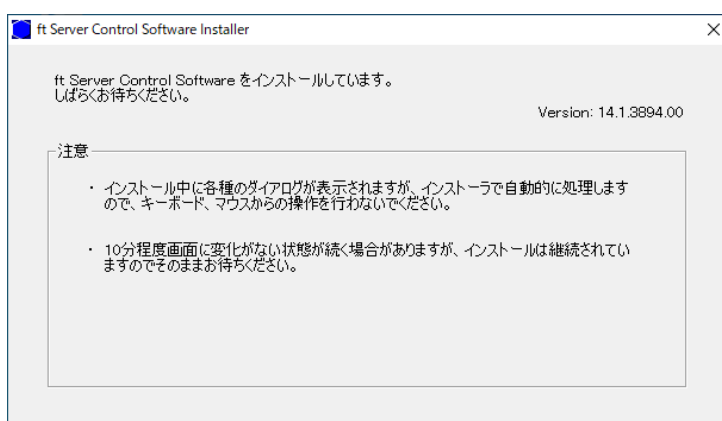 ft Server Control Software Installer
ft Server Control Software をインストールしています。
しばらくお待ちください。
Version: 14.1.3894.00
注意
・ インストール中に各種のダイアログが表示されますが、インストーラで自動的に処理します
ので、キーボード、マウスからの操作を行わないでください。
・ 10分程度画面に変化がない状態が続く場合がありますが、インストールは継続されてい
ますのでそのままお待ちください。